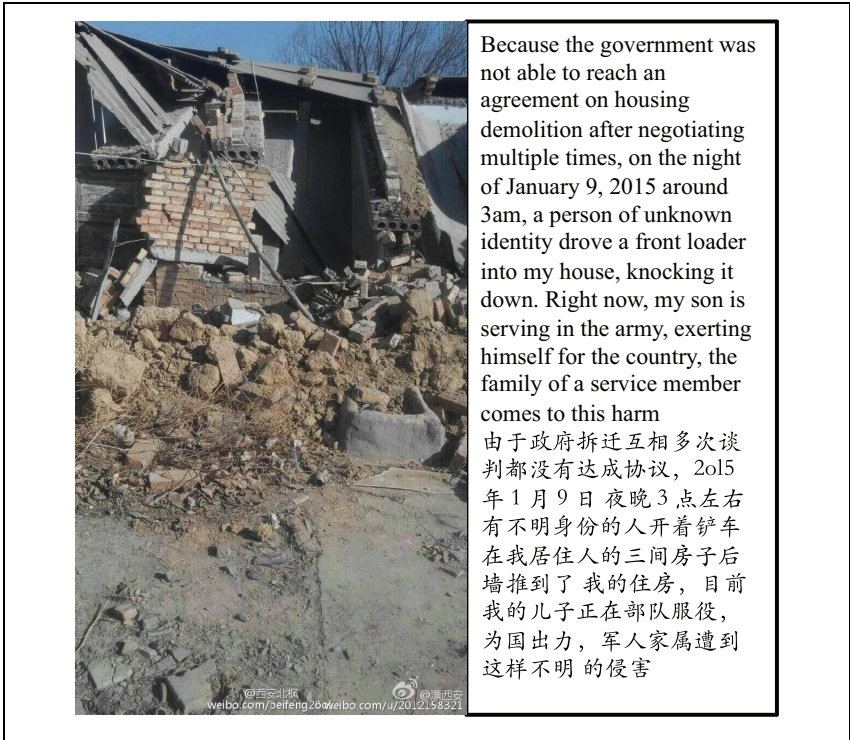 Because the government was
not able to reach an
agreement on housing
demolition after negotiating
multiple times, on the night
of January 9, 2015 around
3am, a person of unknown
identity drove a front loader
into my house, knocking it
down. Right now, my son is
serving in the army, exerting
himself for the country, the
family of a service member
comes to this harm
由于政府拆迁互相多次谈
判都没有达成协议，2ol5
年 1 月 9 日 夜晚 3 点左右
有不明身份的人开着铲车
在我居住人的三间房子后
墙推到了 我的住房，目前
我的儿子正在部队服役，
为国出力，军人家属遭到
这样不明 的侵害
@西安北枫
weibo.com/beifeng26
@漂西安
weibo.com/u/2012158321